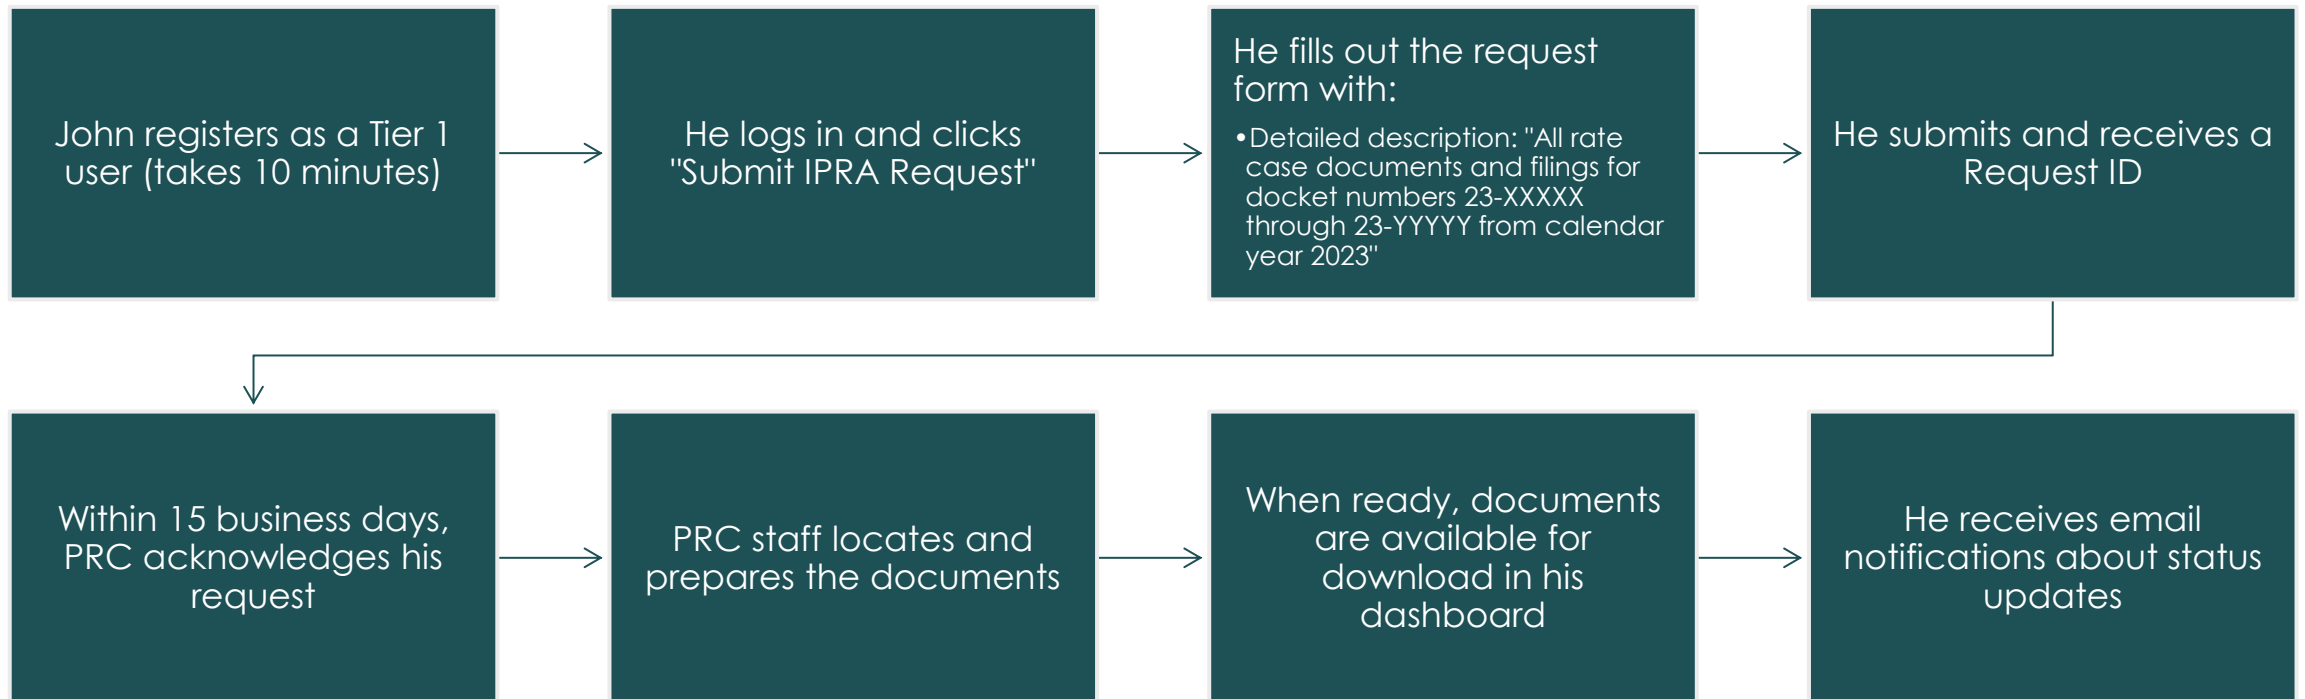 John registers as a Tier 1
user (takes 10 minutes)
He logs in and clicks
"Submit IPRA Request"
He fills out the request
form with:
•Detailed description: "All rate
case documents and filings for
docket numbers 23-XXXXX
through 23-YYYYY from calendar
year 2023"
He submits and receives a
Request ID
Within 15 business days,
PRC acknowledges his
request
PRC staff locates and
prepares the documents
When ready, documents
are available for
download in his
dashboard
He receives email
notifications about status
updates